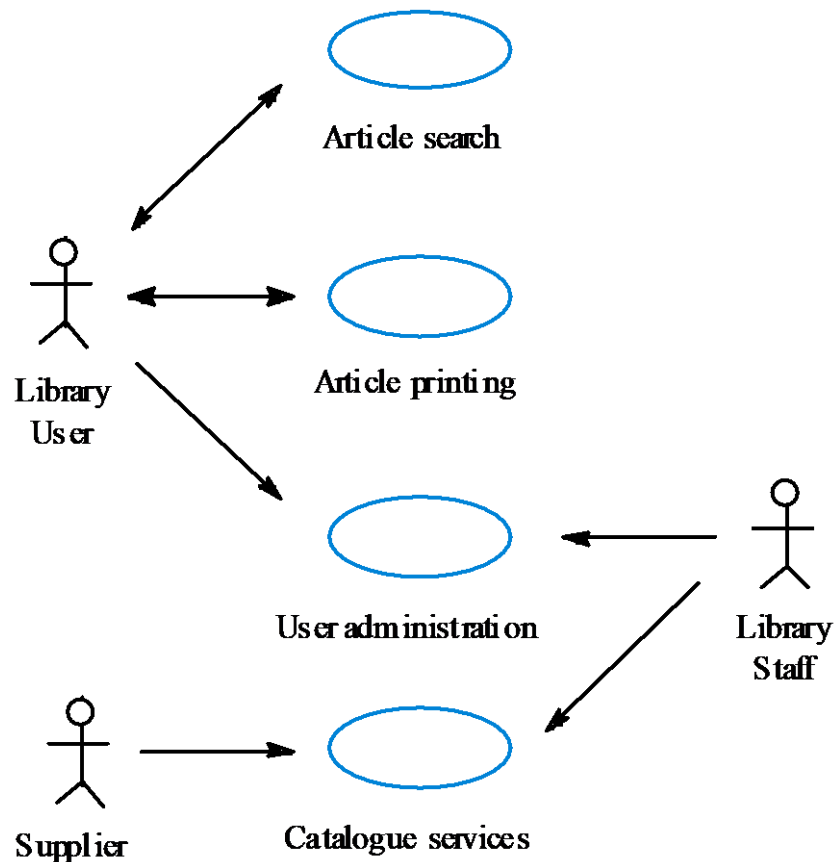 Article search
Article printing
Library
User
User administration
Library
Staff
Supplier
Catalogue services